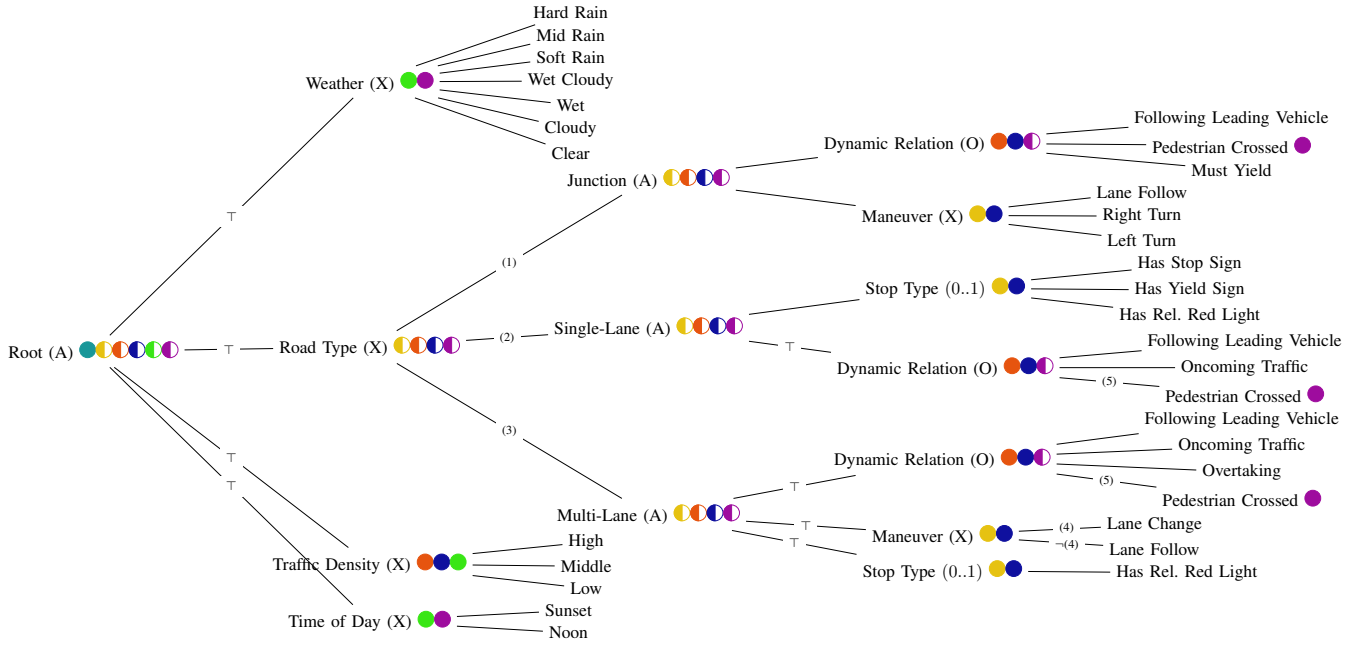 Hard Rain
Mid Rain
Soft Rain
Weather (X)
Wet Cloudy
Wet
Cloudy
Clear
⊤
Junction (A)
Dynamic Relation (O)
Following Leading Vehicle
Pedestrian Crossed
Must Yield
Maneuver (X)
Lane Follow
Right Turn
Left Turn
(1)
Root (A)
⊤
Road Type (X)
(2)
Single-Lane (A)
Stop Type (0..1)
Has Stop Sign
Has Yield Sign
Has Rel. Red Light
⊤
Dynamic Relation (O)
Following Leading Vehicle
Oncoming Traffic
(5)
Pedestrian Crossed
(3)
Multi-Lane (A)
⊤
Dynamic Relation (O)
Following Leading Vehicle
Oncoming Traffic
Overtaking
(5)
Pedestrian Crossed
⊤
Maneuver (X)
(4)
Lane Change
¬(4)
Lane Follow
⊤
Stop Type (0..1)
Has Rel. Red Light
⊤
Traffic Density (X)
High
Middle
Low
⊤
Time of Day (X)
Sunset
Noon